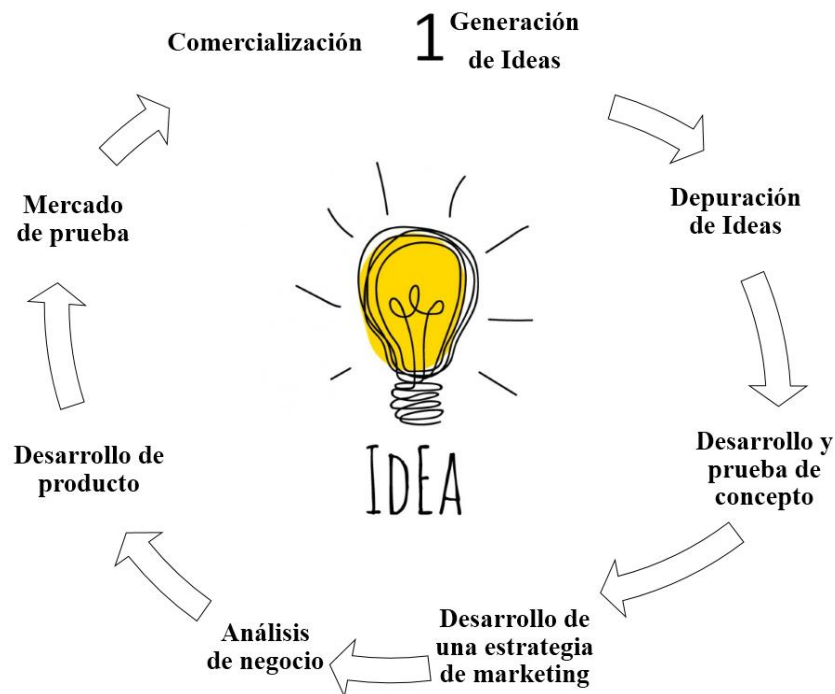 1 Generación
de Ideas
Depuración
de Ideas
Desarrollo y
prueba de
concepto
Desarrollo de
una estrategia
de marketing
Análisis
de negocio
Desarrollo de
producto
Mercado
de prueba
Comercialización
IdEA